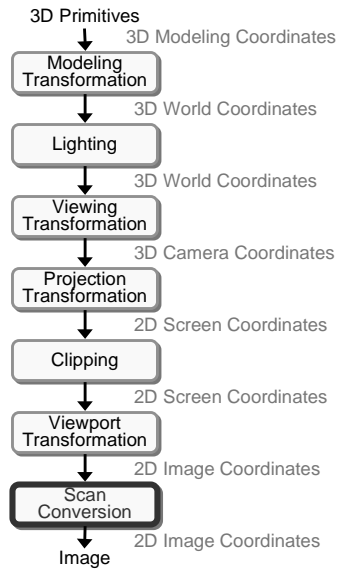 3D Primitives
3D Modeling Coordinates
Modeling
Transformation
3D World Coordinates
Lighting
3D World Coordinates
Viewing
Transformation
3D Camera Coordinates
Projection
Transformation
2D Screen Coordinates
Clipping
2D Screen Coordinates
Viewport
Transformation
2D Image Coordinates
Scan
Conversion
2D Image Coordinates
Image